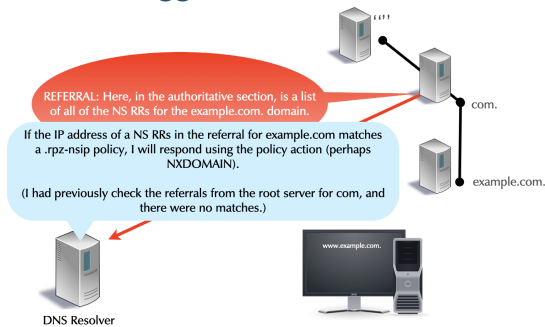 gg
“”
REFERRAL: Here, in the authoritative section, is a list
of all of the NS RRs for the example.com. domain.
com.
If the IP address of a NS RRs in the referral for example.com matches
a .rpz-nsip policy, I will respond using the policy action (perhaps
NXDOMAIN).
(I had previously check the referrals from the root server for com, and
there were no matches.)
example.com.
www.example.com.
DNS Resolver